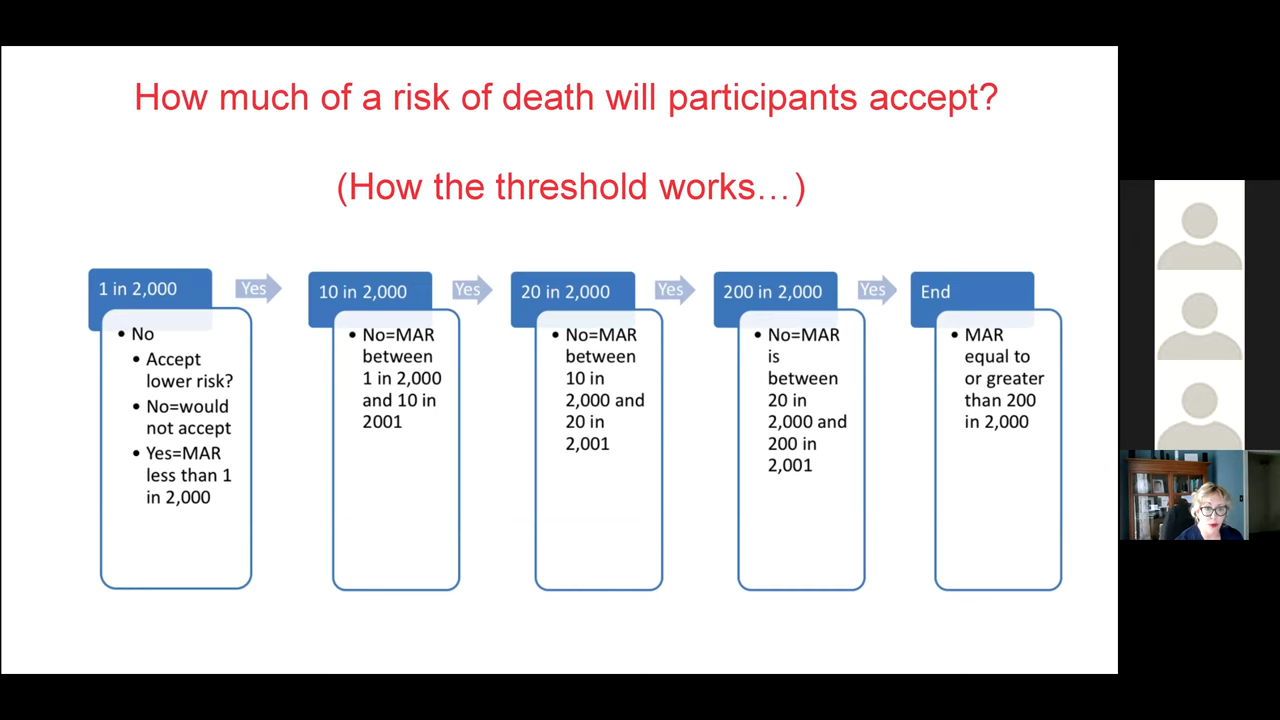 How much of a risk of death will participants accept?
(How the threshold works…)
1 in 2,000
Yes
10 in 2,000
Yes
20 in 2,000
Yes
200 in 2,000
Yes
End
• No
• Accept
lower risk?
• No=would
not accept
• Yes=MAR
less than 1
in 2,000
• No=MAR
between
1 in 2,000
and 10 in
2001
• No=MAR
between
10 in
2,000 and
20 in
2,001
• No=MAR
is
between
20 in
2,000 and
200 in
2,001
• MAR
equal to
or greater
than 200
in 2,000